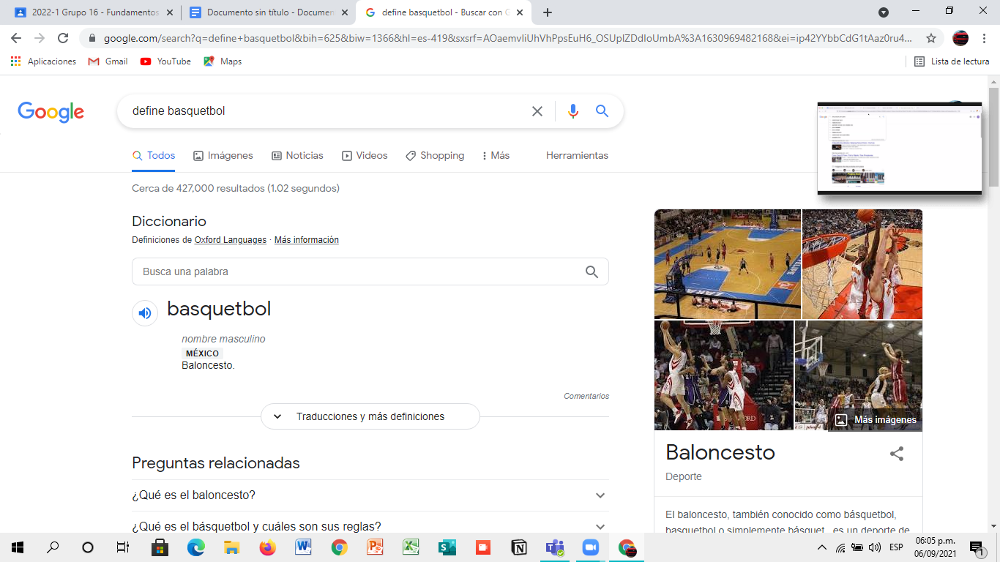 2022-1 Grupo 16 - Fundamentos
Documento sin título - Documen
define basquetbol - Buscar con G
google.com/search?q=define+basquetbol&bih=625&biw=1366&hl=es-419&sxsrf=AOaemvIiUhVhPpsEuH6_OSUplZDdIoUmbA%3A1630969482168&ei=ip42YYbbCdG1tAaz0ru4...
Aplicaciones
Gmail
YouTube
Maps
Lista de lectura
Google
define basquetbol
Todos
Imágenes
Noticias
Videos
Shopping
Más
Herramientas
Cerca de 427,000 resultados (1.02 segundos)
Diccionario
Definiciones de Oxford Languages · Más información
Busca una palabra
basquetbol
nombre masculino
MÉXICO
Baloncesto.
Comentarios
Traducciones y más definiciones
Preguntas relacionadas
¿Qué es el baloncesto?
¿Qué es el básquetbol y cuáles son sus reglas?
Más imágenes
Baloncesto
Deporte
El baloncesto, también conocido como básquetbol,
basquetbol o simplemente básquet, es un deporte de
ESP
06:05 p.m.
06/09/2021
1